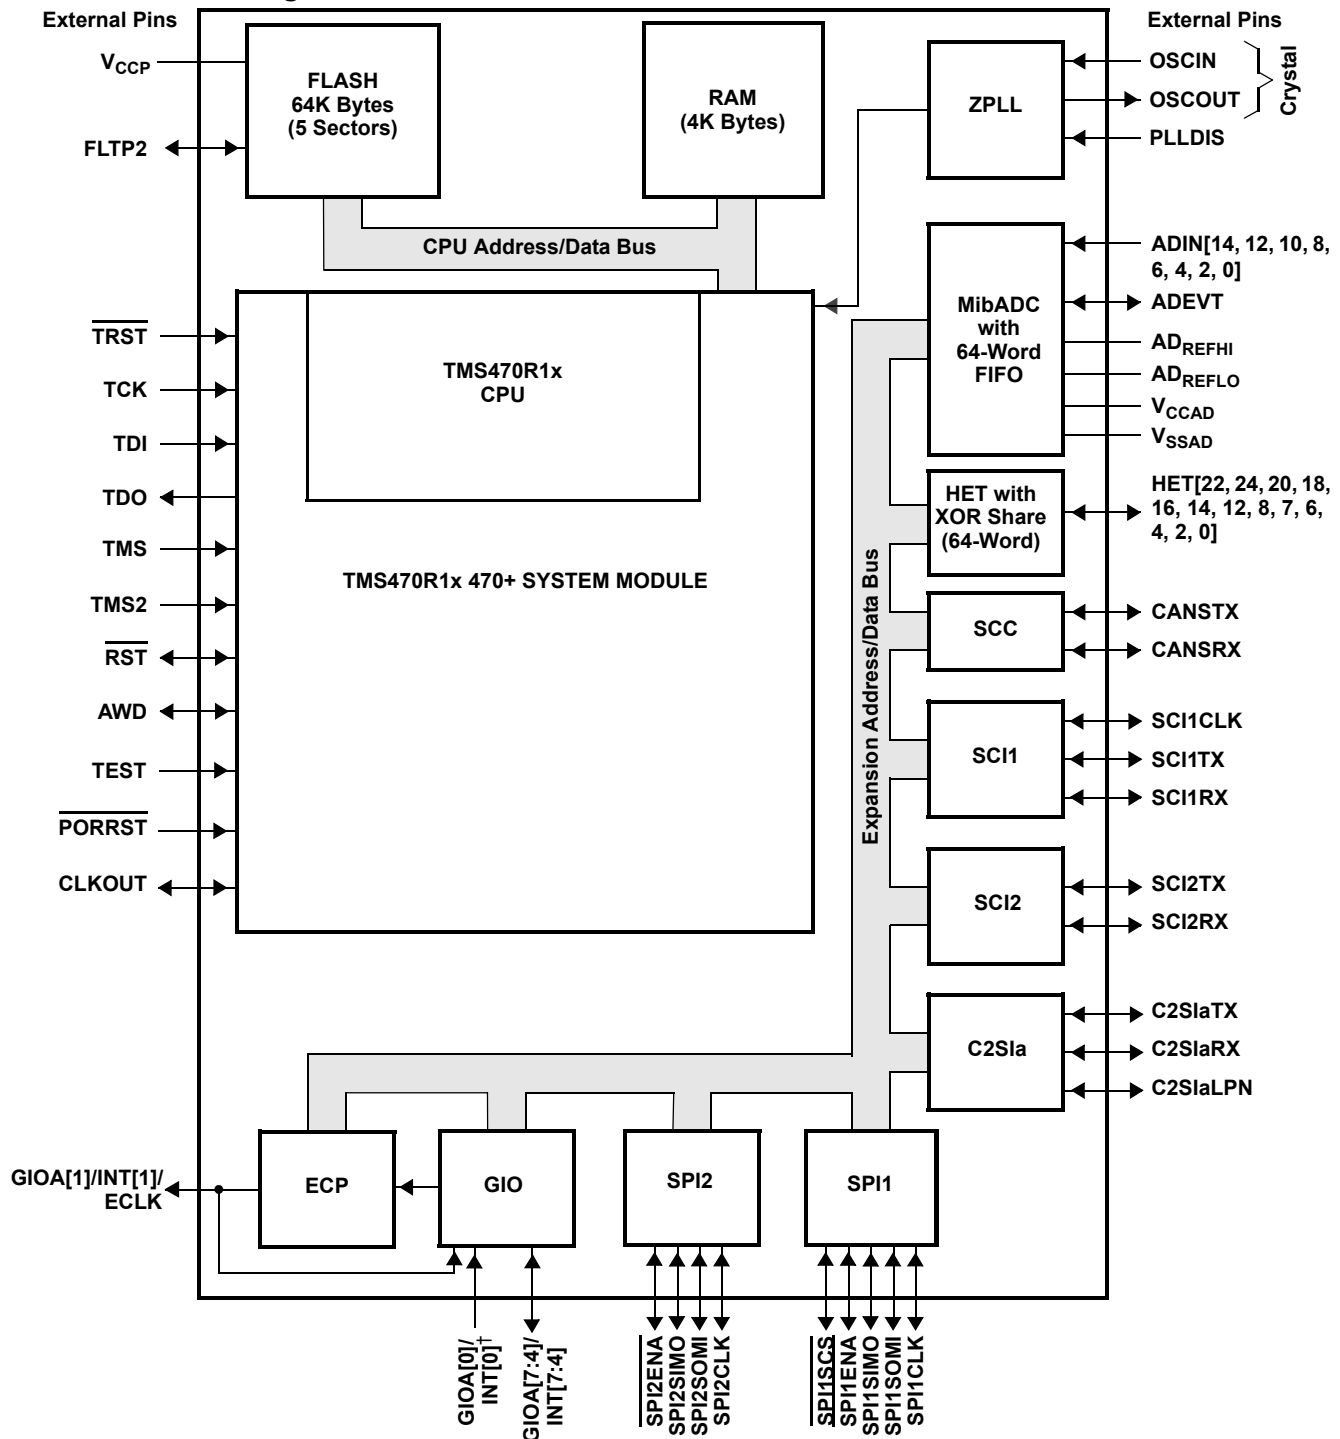 External Pins
V_CCP
FLTP2
TRST
TCK
TDI
TDO
TMS
TMS2
RST
AWD
TEST
PORRST
CLKOUT
GIOA[1]/INT[1]/
ECLK
FLASH
64K Bytes
(5 Sectors)
RAM
(4K Bytes)
CPU Address/Data Bus
TMS470R1x
CPU
TMS470R1x 470+ SYSTEM MODULE
Expansion Address/Data Bus
ZPLL
MibADC
with
64-Word
FIFO
HET with
XOR Share
(64-Word)
SCC
SCI1
SCI2
C2SIa
ECP
GIO
SPI2
SPI1
External Pins
OSCIN
OSCOUT
Crystal
PLLDIS
ADIN[14, 12, 10, 8,
6, 4, 2, 0]
ADEVT
AD_REFHI
AD_REFLO
V_CCAD
V_SSAD
HET[22, 24, 20, 18,
16, 14, 12, 8, 7, 6,
4, 2, 0]
CANSTX
CANSRX
SCI1CLK
SCI1TX
SCI1RX
SCI2TX
SCI2RX
C2SIaTX
C2SIaRX
C2SIaLPN
GIOA[0]/
INT[0]†
GIOA[7:4]/
INT[7:4]
SPI2ENA
SPI2SIMO
SPI2SOMI
SPI2CLK
SPI1SCS
SPI1ENA
SPI1SIMO
SPI1SOMI
SPI1CLK